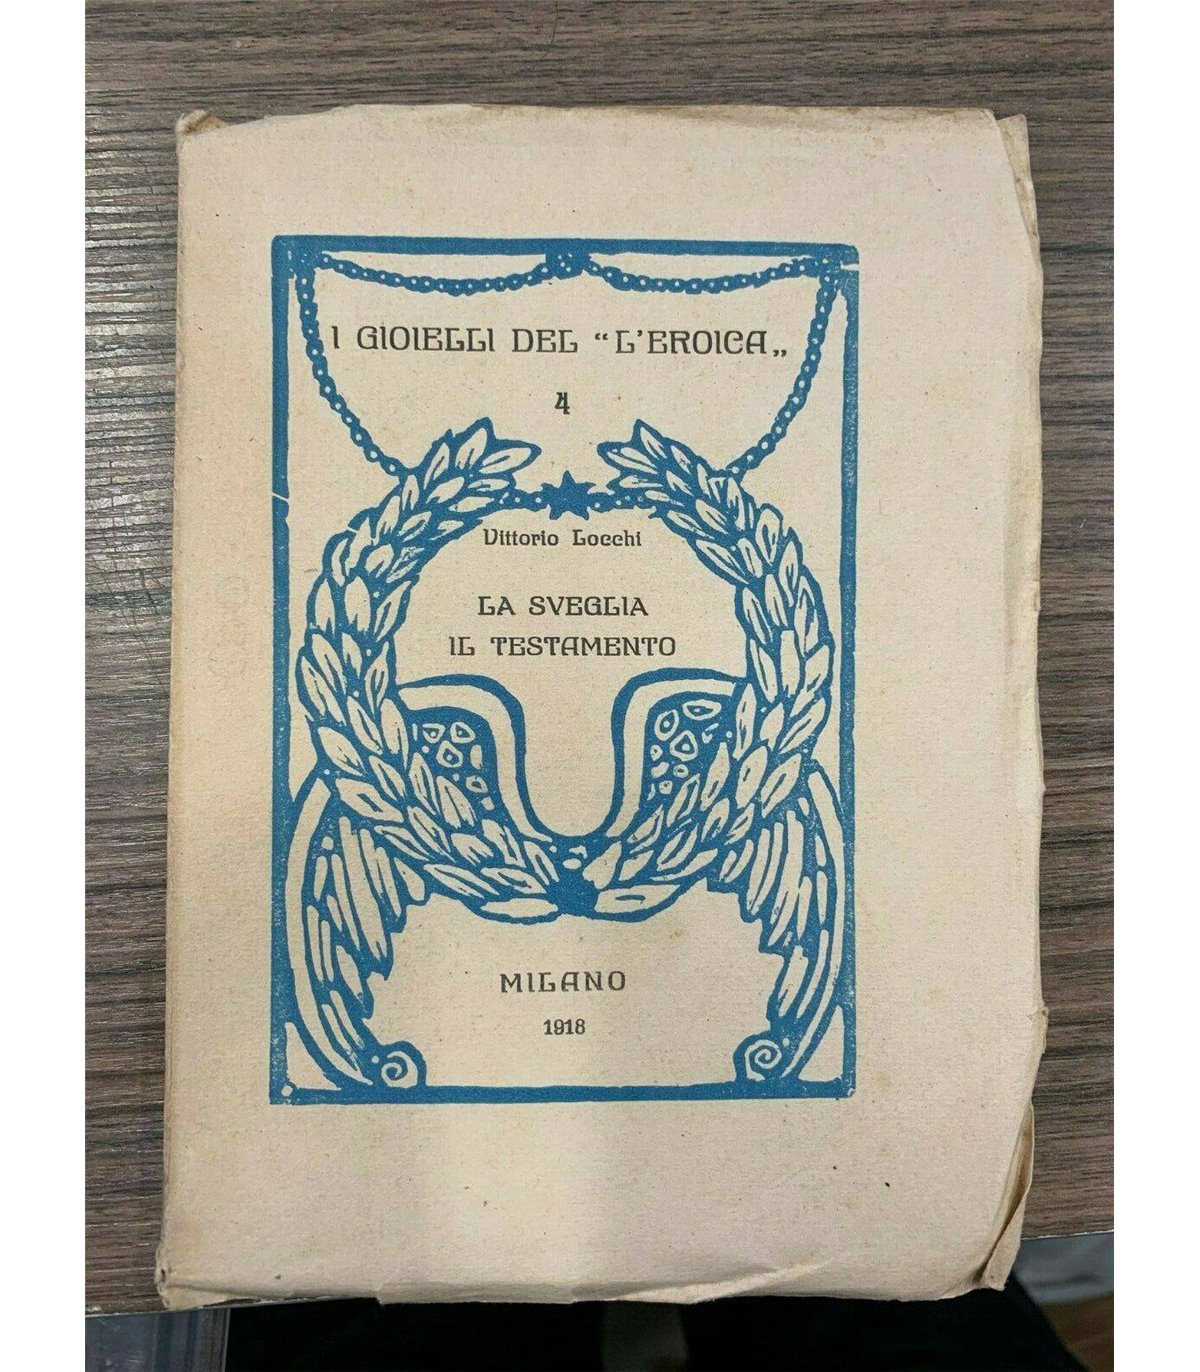 I GIOIELLI DEL “L'EROICA„
4
Vittorio Locchi
LA SVEGLIA
IL TESTAMENTO
MILANO
1918